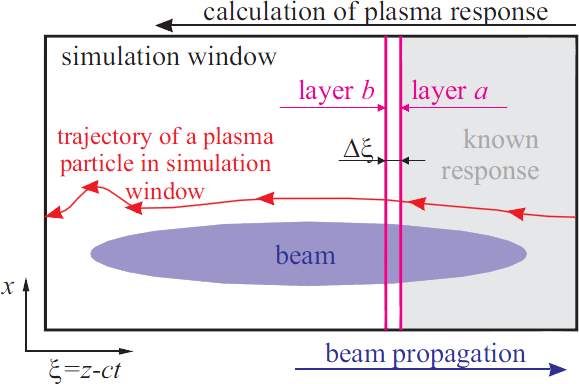 calculation of plasma response
simulation window
layer b
layer a
trajectory of a plasma
particle in simulation
window
Δξ
known
response
beam
x
ξ=z-ct
beam propagation